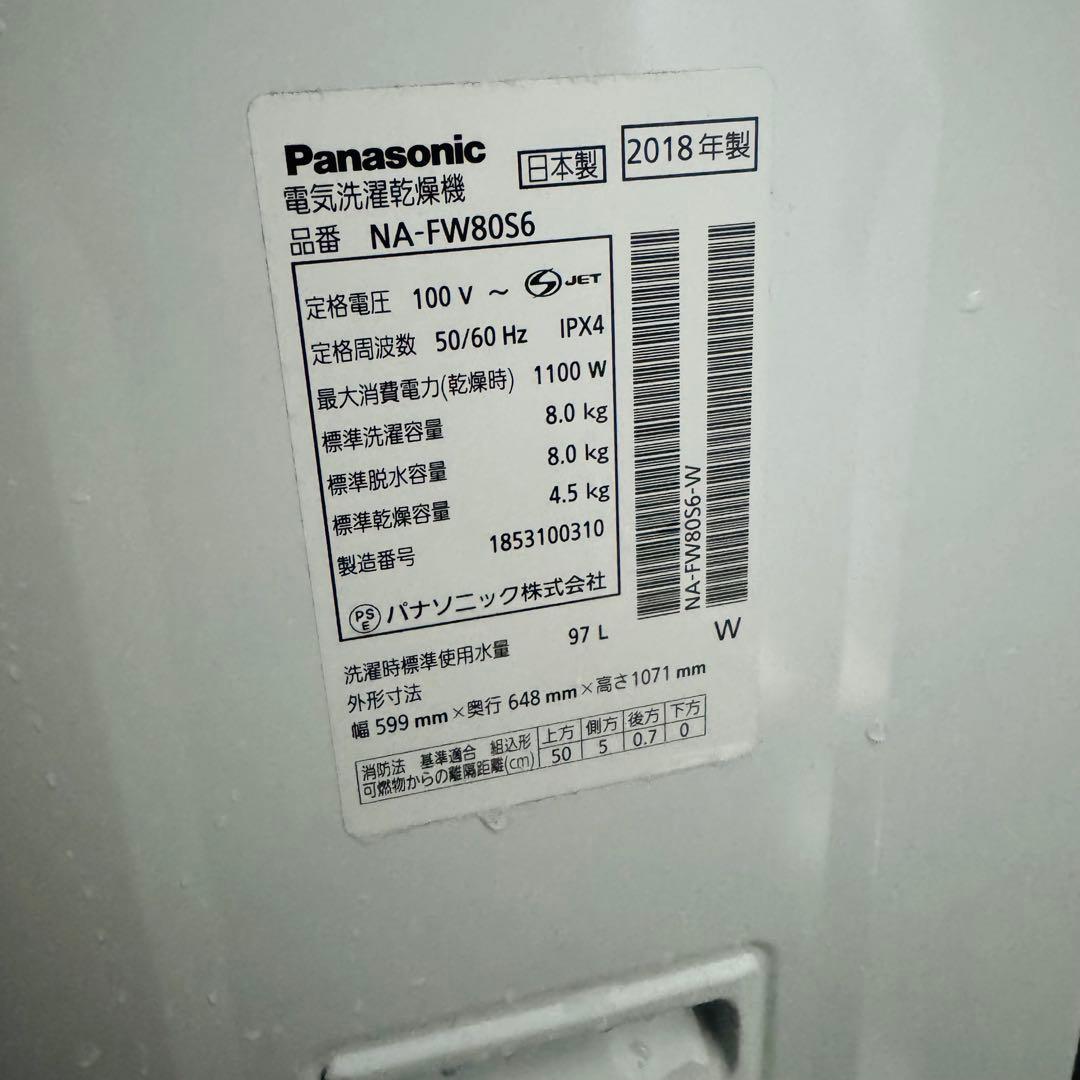 Panasonic
日本製
2018年製
電気洗濯乾燥機
品番 NA-FW80S6
定格電圧 100 V ~ S JET
定格周波数 50/60 Hz IPX4
最大消費電力(乾燥時) 1100 W
標準洗濯容量 8.0 kg
標準脱水容量 8.0 kg
標準乾燥容量 4.5 kg
製造番号 1853100310
PSE パナソニック株式会社
洗濯時標準使用水量 97 L
外形寸法
幅 599 mm×奥行 648 mm×高さ1071 mm
消防法 基準適合 組込形 上方 側方 後方 下方
可燃物からの離隔距離(cm) 50 5 0.7 0
NA-FW80S6-W
W